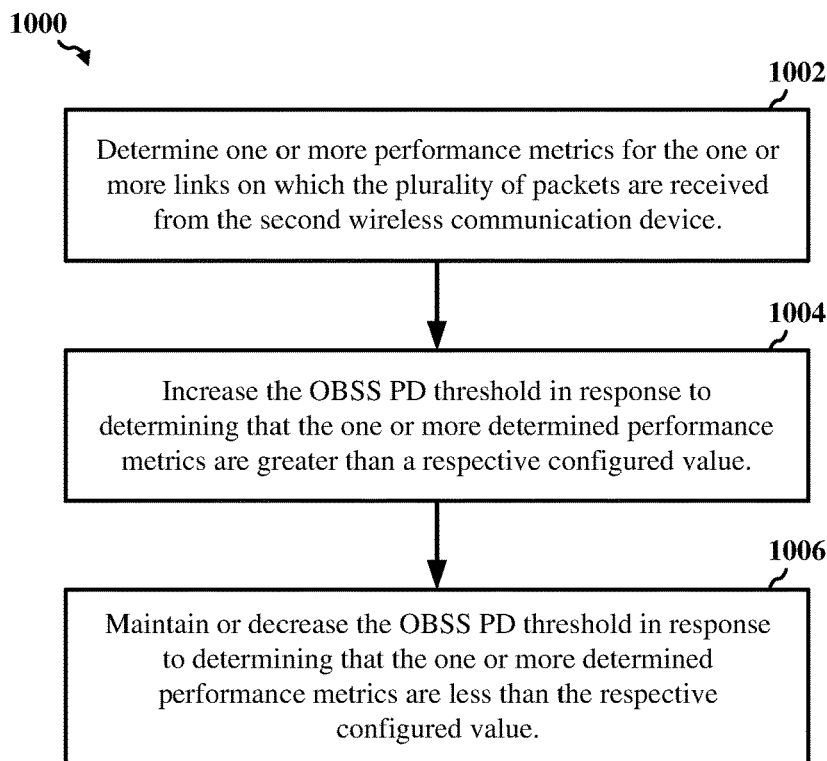 1000
1002
Determine one or more performance metrics for the one or
more links on which the plurality of packets are received
from the second wireless communication device.
1004
Increase the OBSS PD threshold in response to
determining that the one or more determined performance
metrics are greater than a respective configured value.
1006
Maintain or decrease the OBSS PD threshold in response
to determining that the one or more determined
performance metrics are less than the respective
configured value.